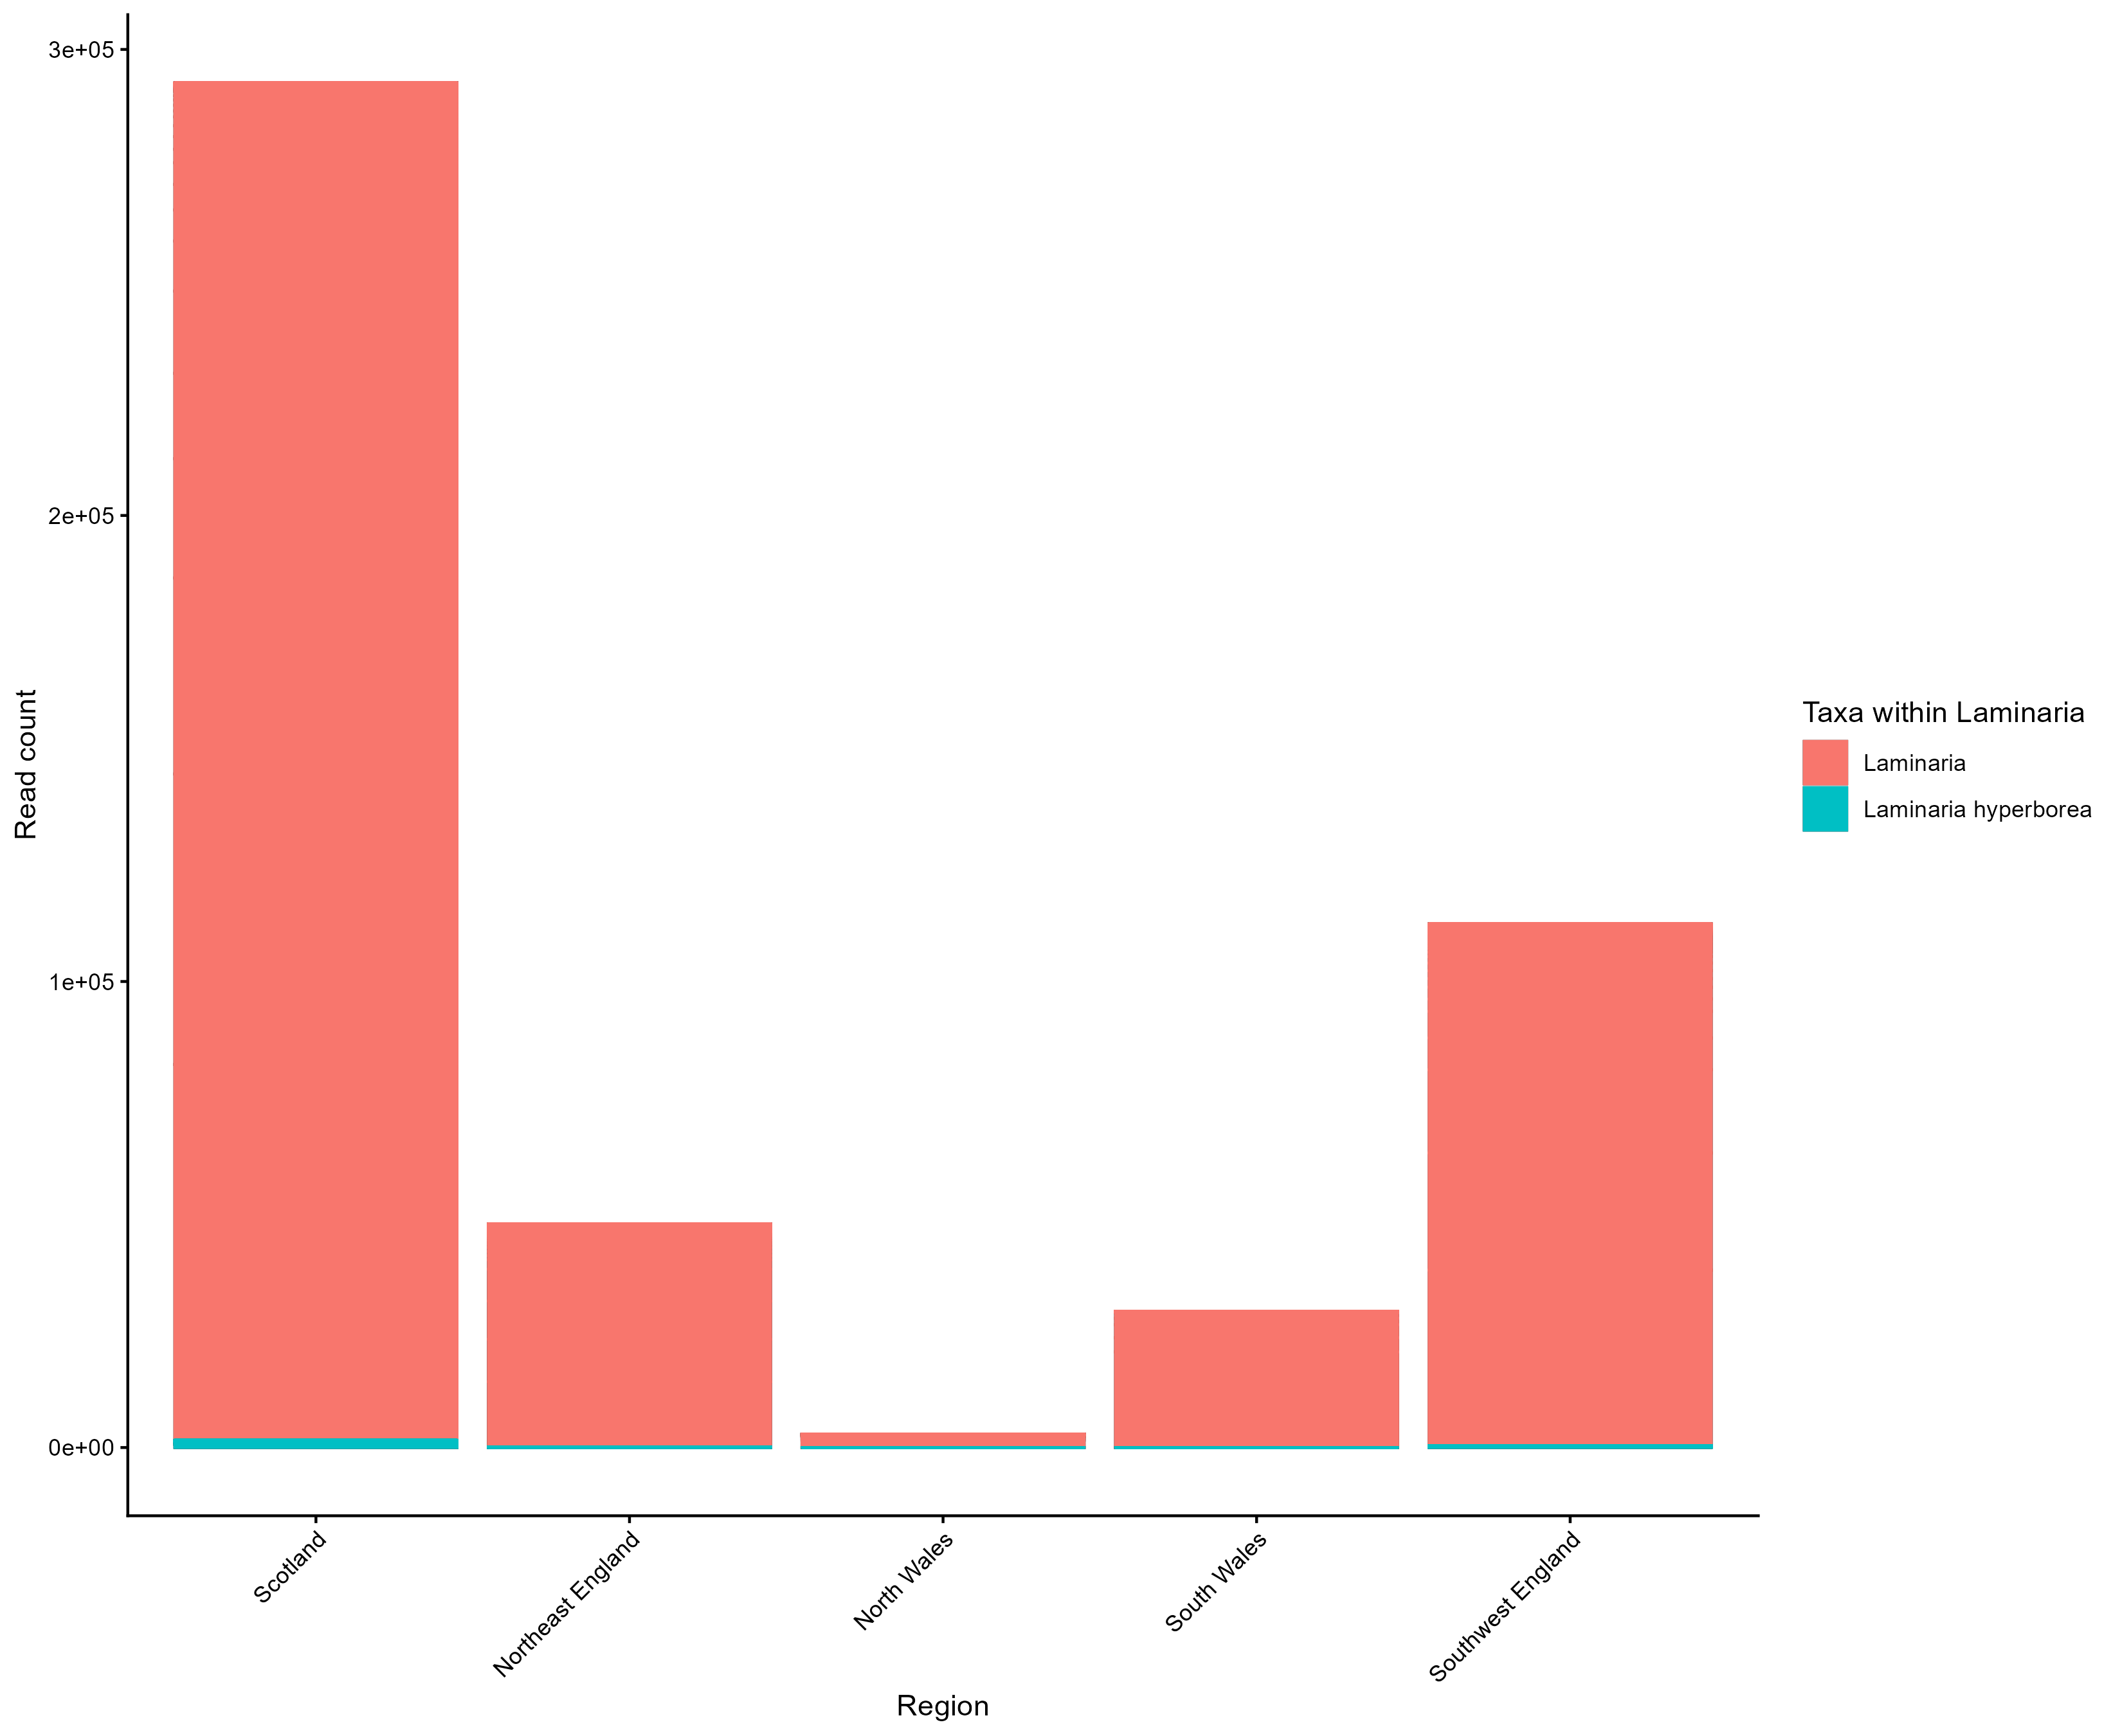 3e+05
2e+05
1e+05
0e+00
Read count
Scotland
Northeast England
North Wales
South Wales
Southwest England
Region
Taxa within Laminaria
Laminaria
Laminaria hyperborea